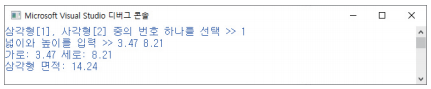 Microsoft Visual Studio 디버그 콘솔
삼각형[1], 사각형[2] 중의 번호 하나를 선택 >> 1
넓이와 높이를 입력 >> 3.47 8.21
가로: 3.47 세로: 8.21
삼각형 면적: 14.24